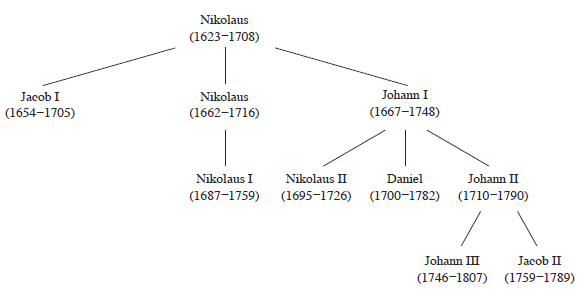 Nikolaus
(1623–1708)
Jacob I
(1654–1705)
Nikolaus
(1662–1716)
Johann I
(1667–1748)
Nikolaus I
(1687–1759)
Nikolaus II
(1695–1726)
Daniel
(1700–1782)
Johann II
(1710–1790)
Johann III
(1746–1807)
Jacob II
(1759–1789)